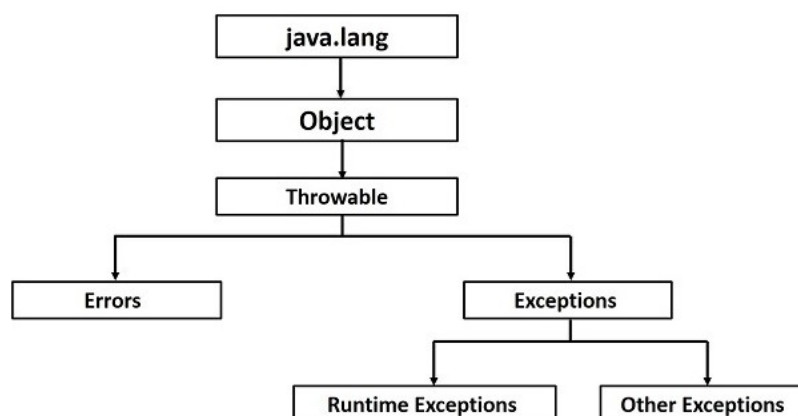 java.lang
Object
Throwable
Errors
Exceptions
Runtime Exceptions
Other Exceptions